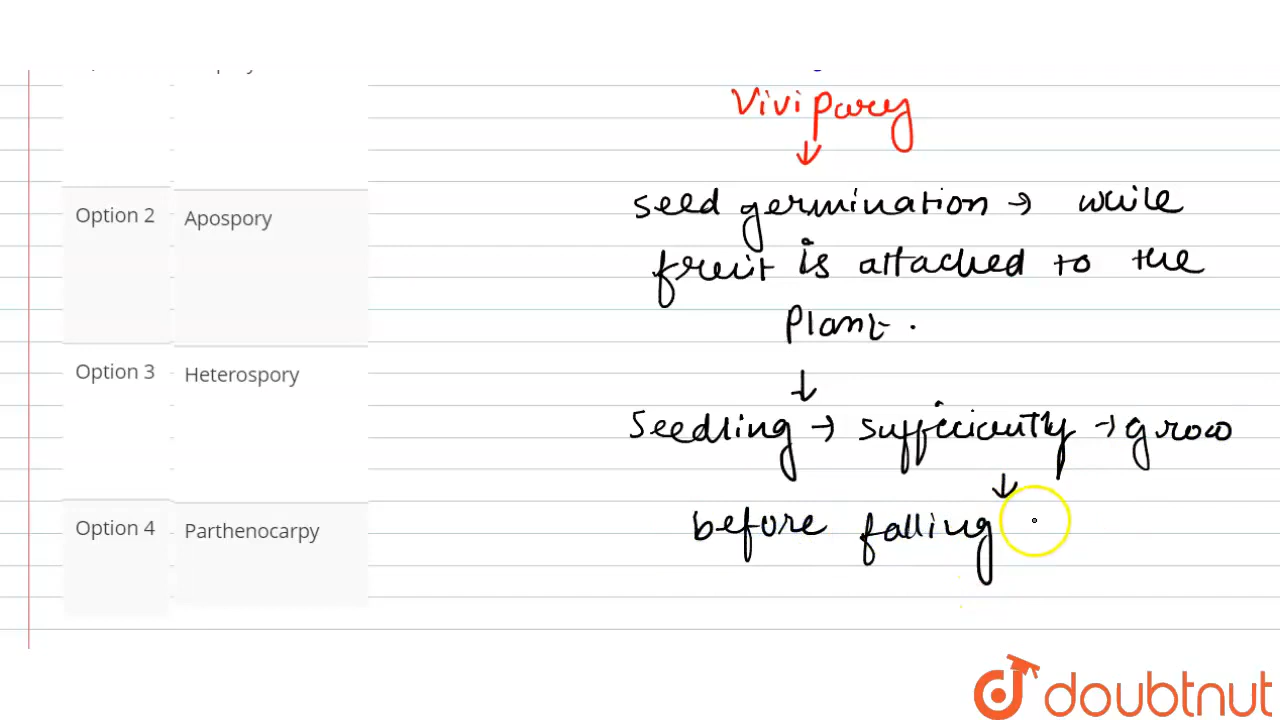 Vivipary
seed germination → while
Option 2 Apospory
fruit is attached to the
plant.
Option 3 Heterospory
Seedling → sufficiently → grow
Option 4 Parthenocarpy
before falling
doubtnut